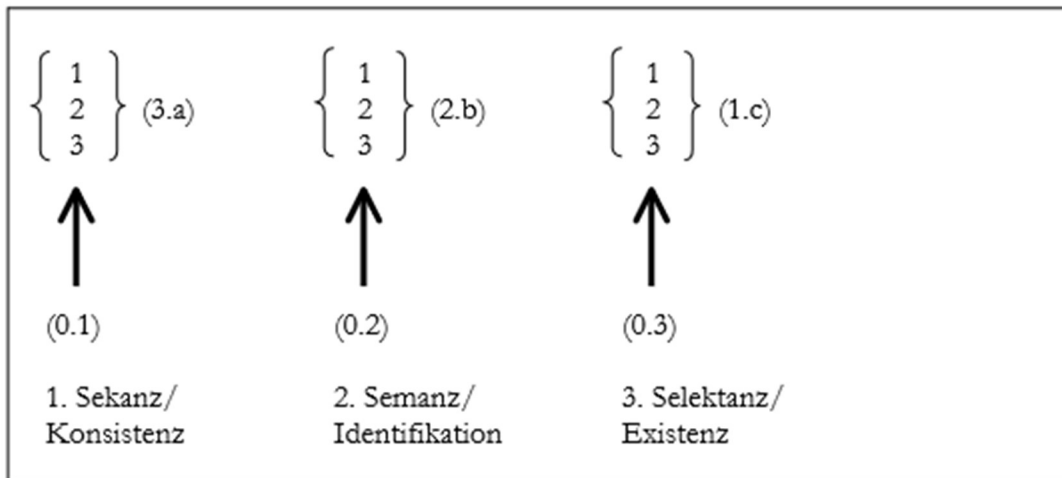 1 1 1
2 (3.a) 2 (2.b) 2 (1.c)
3 3 3
(0.1) (0.2) (0.3)
1. Sekanz/ 2. Semanz/ 3. Selektanz/
Konsistenz Identifikation Existenz